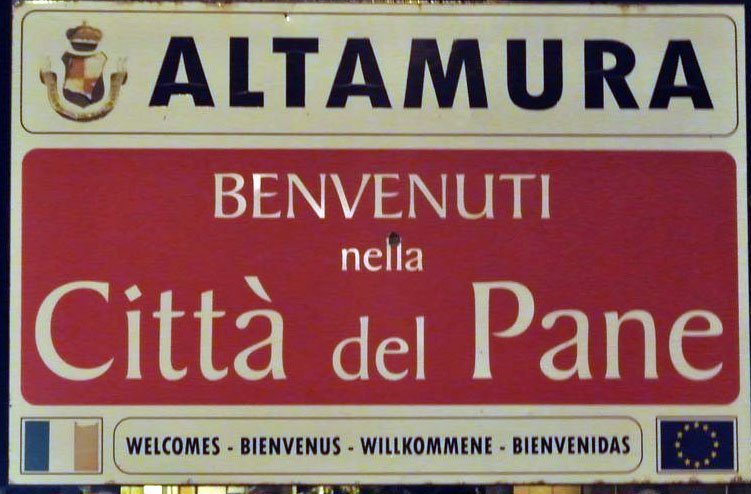 ALTAMURA
BENVENUTI
nella
Città del Pane
WELCOMES - BIENVENUS - WILLKOMMENE - BIENVENIDAS